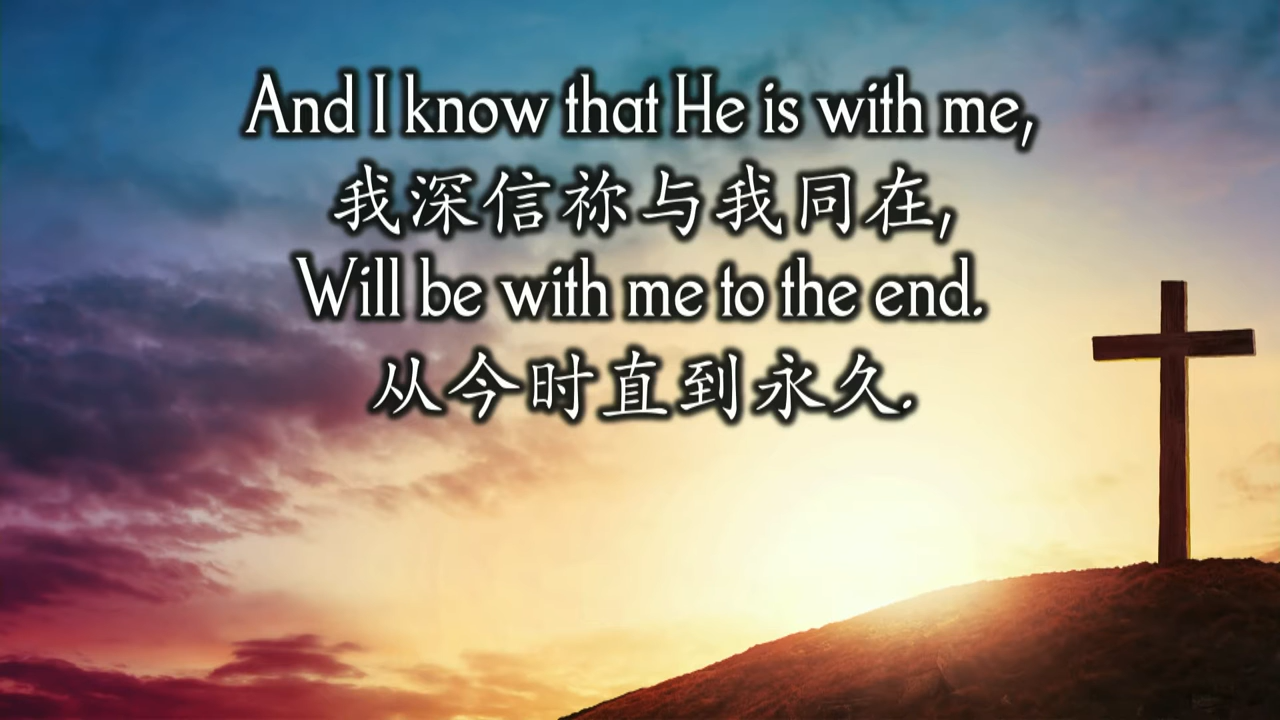 And I know that He is with me,
我深信祢与我同在,
Will be with me to the end.
从今时直到永久.